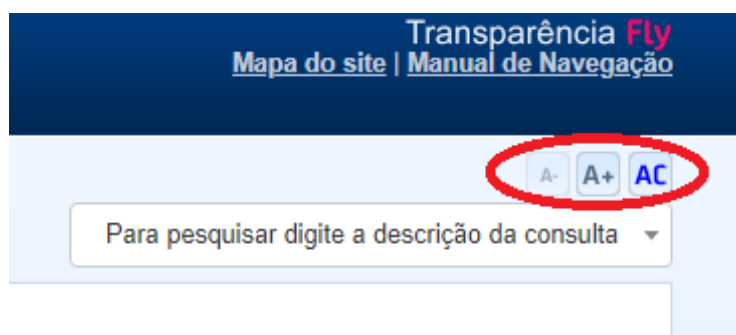 Transparência Fly
Mapa do site | Manual de Navegação
A- A+ AC
Para pesquisar digite a descrição da consulta